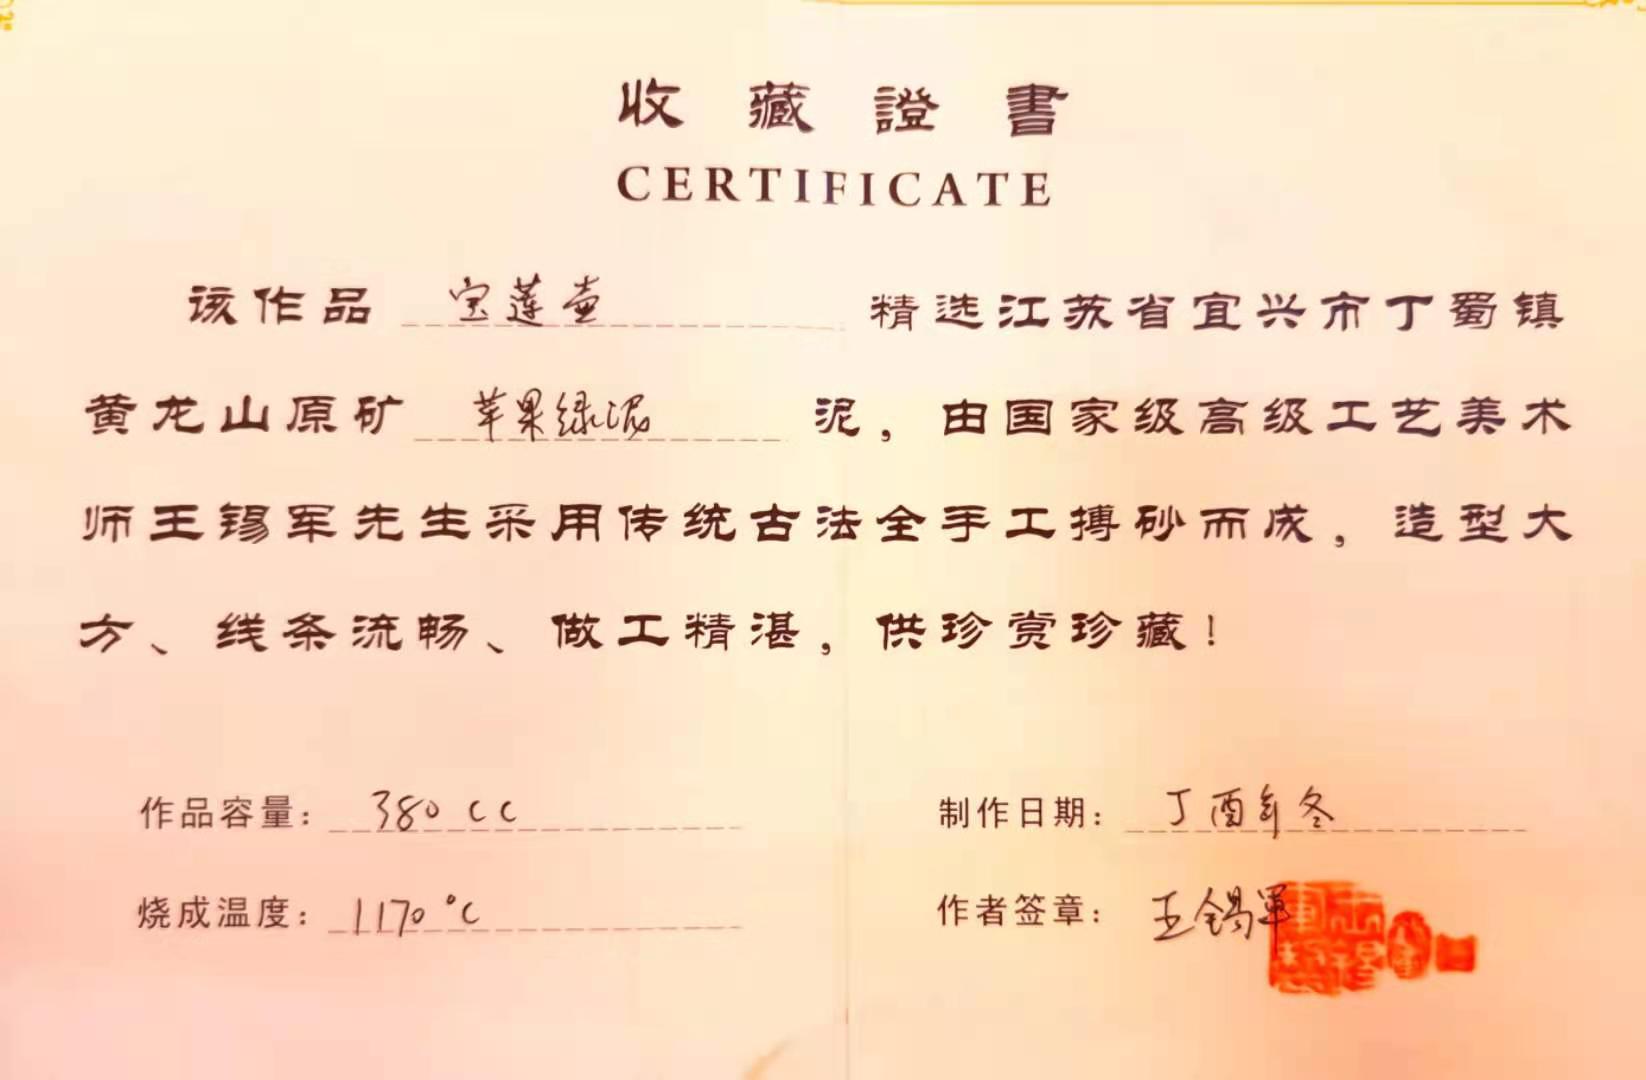 收藏證書
CERTIFICATE
该作品 宝莲壶 精选江苏省宜兴市丁蜀镇
黄龙山原矿 苹果绿泥 泥，由国家级高级工艺美术
师王锡军先生采用传统古法全手工搏砂而成，造型大
方、线条流畅、做工精湛，供珍赏珍藏！
作品容量：380CC 制作日期：丁酉年冬
烧成温度：1170°C 作者签章：王锡軍